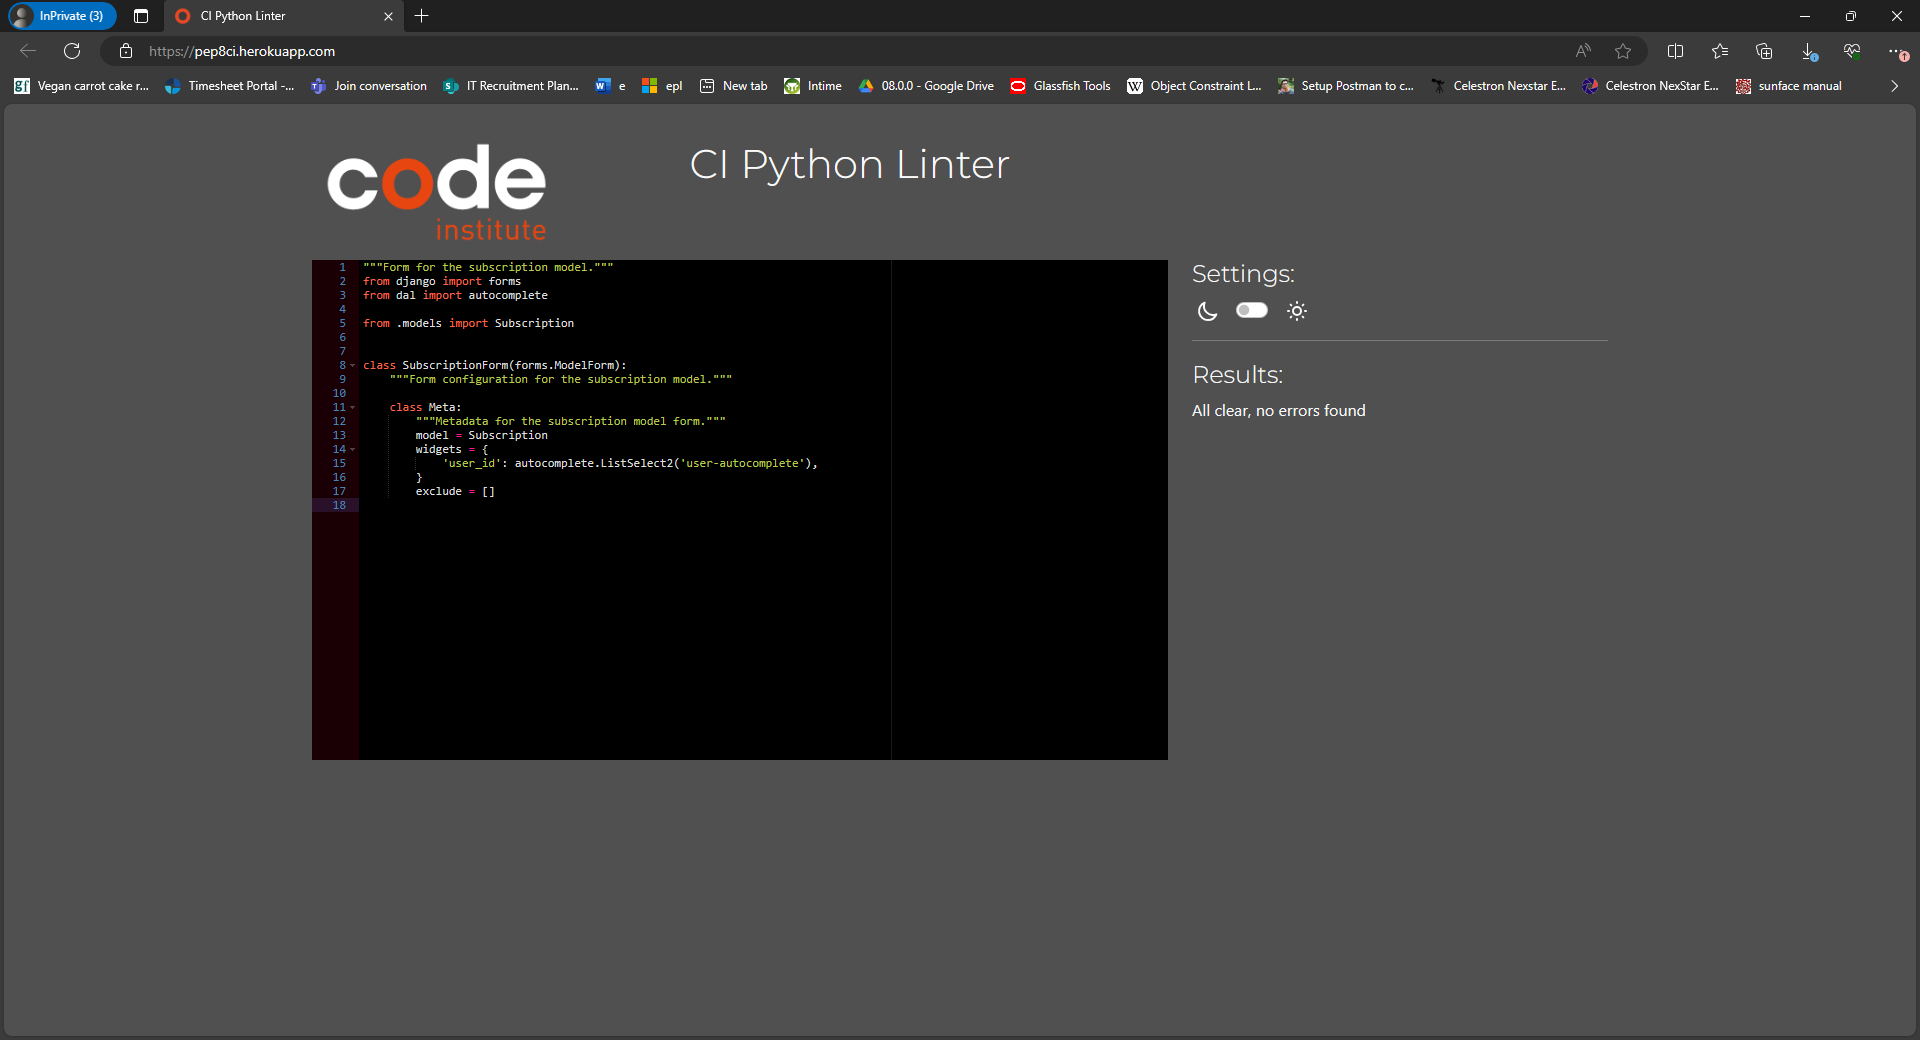 InPrivate (3)
CI Python Linter
https://pep8ci.herokuapp.com
gf Vegan carrot cake r... Timesheet Portal -... Join conversation IT Recruitment Plan... e epl New tab Intime 08.0.0 - Google Drive Glassfish Tools W Object Constraint L... Setup Postman to c... Celestron Nexstar E... Celestron NexStar E... sunface manual
code
institute
CI Python Linter
1 """Form for the subscription model."""
2 from django import forms
3 from dal import autocomplete
4
5 from .models import Subscription
6
7
8 class SubscriptionForm(forms.ModelForm):
9 """Form configuration for the subscription model."""
10
11 class Meta:
12 """Metadata for the subscription model form."""
13 model = Subscription
14 widgets = {
15 'user_id': autocomplete.ListSelect2('user-autocomplete'),
16 }
17 exclude = []
18
Settings:
Results:
All clear, no errors found